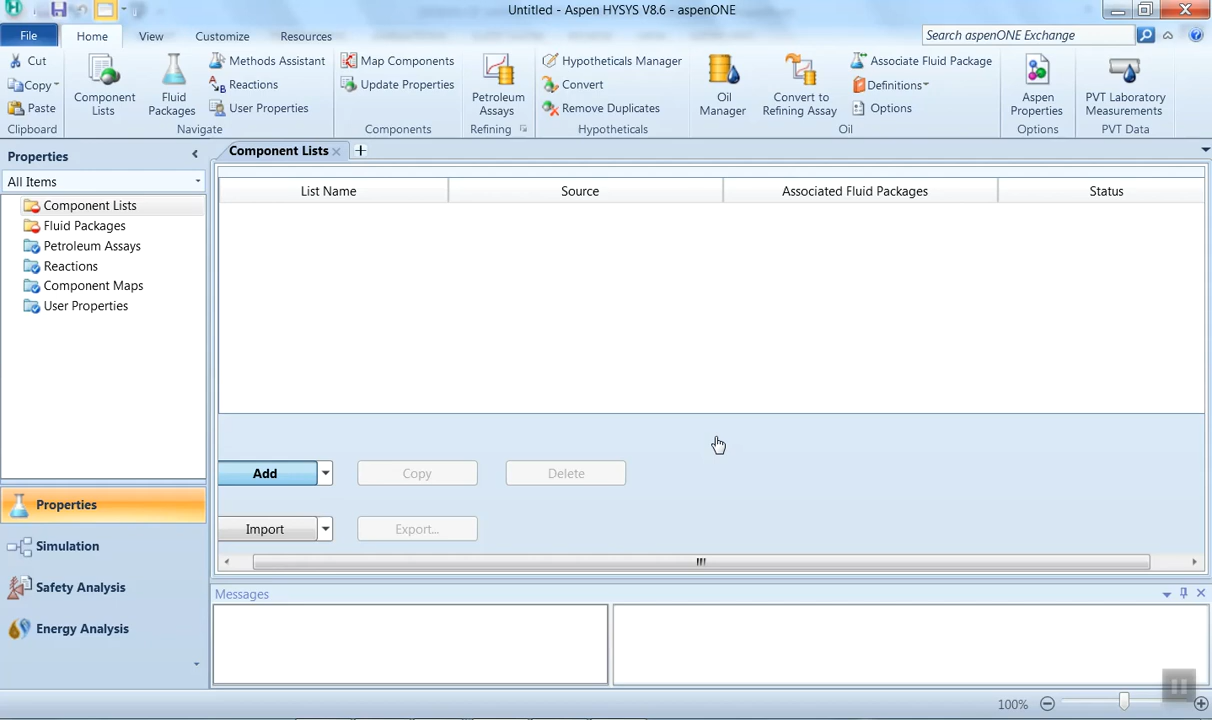 Untitled - Aspen HYSYS V8.6 - aspenONE
File Home View Customize Resources
Search aspenONE Exchange
Cut
Copy
Paste
Clipboard
Component Lists
Fluid Packages
Methods Assistant
Reactions
User Properties
Navigate
Map Components
Update Properties
Components
Petroleum Assays
Refining
Hypotheticals Manager
Convert
Remove Duplicates
Hypotheticals
Oil Manager
Convert to Refining Assay
Associate Fluid Package
Definitions
Options
Oil
Aspen Properties
Options
PVT Laboratory Measurements
PVT Data
Properties
All Items
Component Lists
Fluid Packages
Petroleum Assays
Reactions
Component Maps
User Properties
Properties
Simulation
Safety Analysis
Energy Analysis
Component Lists
List Name Source Associated Fluid Packages Status
Add Copy Delete
Import Export...
Messages
100%